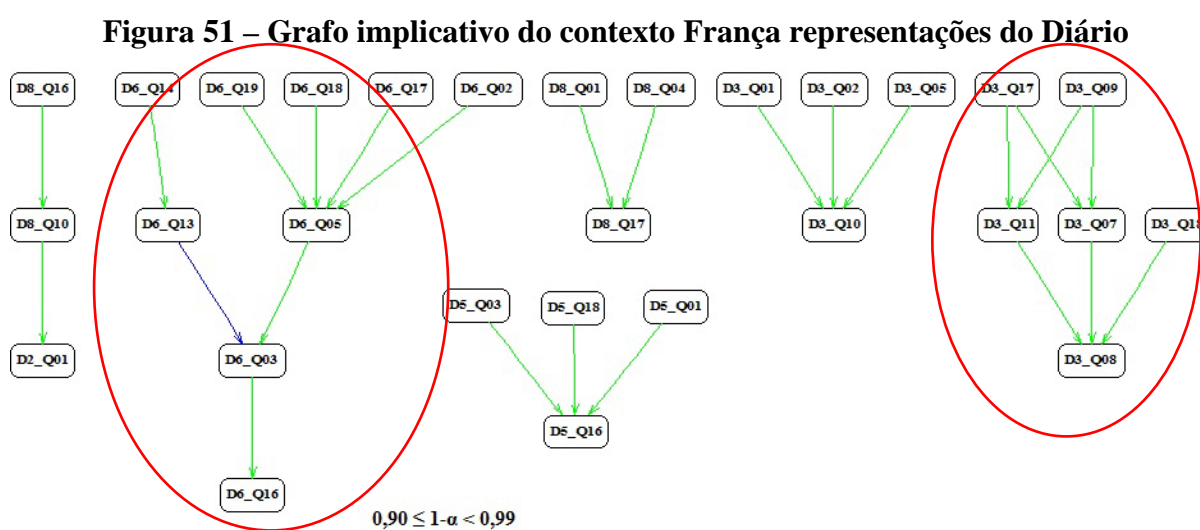 Figura 51 – Grafo implicativo do contexto França representações do Diário
D8_Q16 D6_Q14 D6_Q19 D6_Q18 D6_Q17 D6_Q02 D8_Q01 D8_Q04 D3_Q01 D3_Q02 D3_Q05 D3_Q17 D3_Q09
D8_Q10 D6_Q13 D6_Q05 D8_Q17 D3_Q10 D3_Q11 D3_Q07 D3_Q18
D5_Q03 D5_Q18 D5_Q01
D2_Q01 D6_Q03 D3_Q08
D5_Q16
D6_Q16
0,90 ≤ 1-α < 0,99